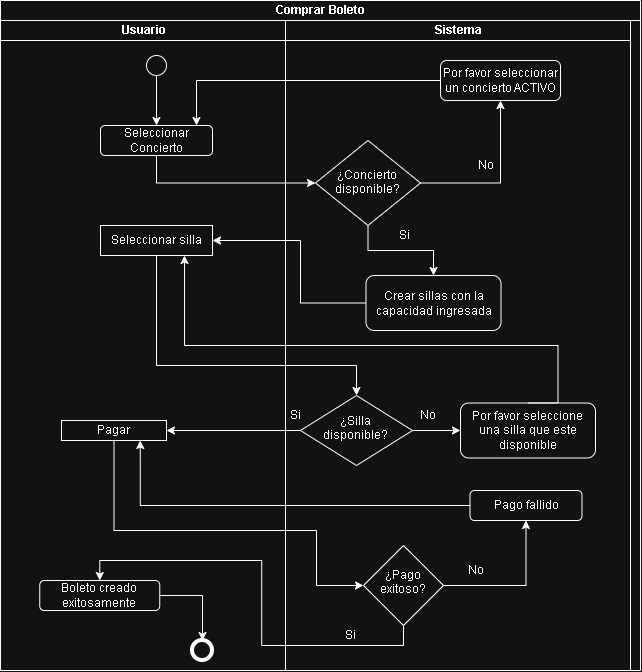 Comprar Boleto
Usuario
Sistema
Por favor seleccionar
un concierto ACTIVO
Seleccionar
Concierto
¿Concierto
disponible?
No
Si
Seleccionar silla
Crear sillas con la
capacidad ingresada
Si
¿Silla
disponible?
No
Por favor seleccione
una silla que este
disponible
Pagar
Pago fallido
¿Pago
exitoso?
No
Boleto creado
exitosamente
Si